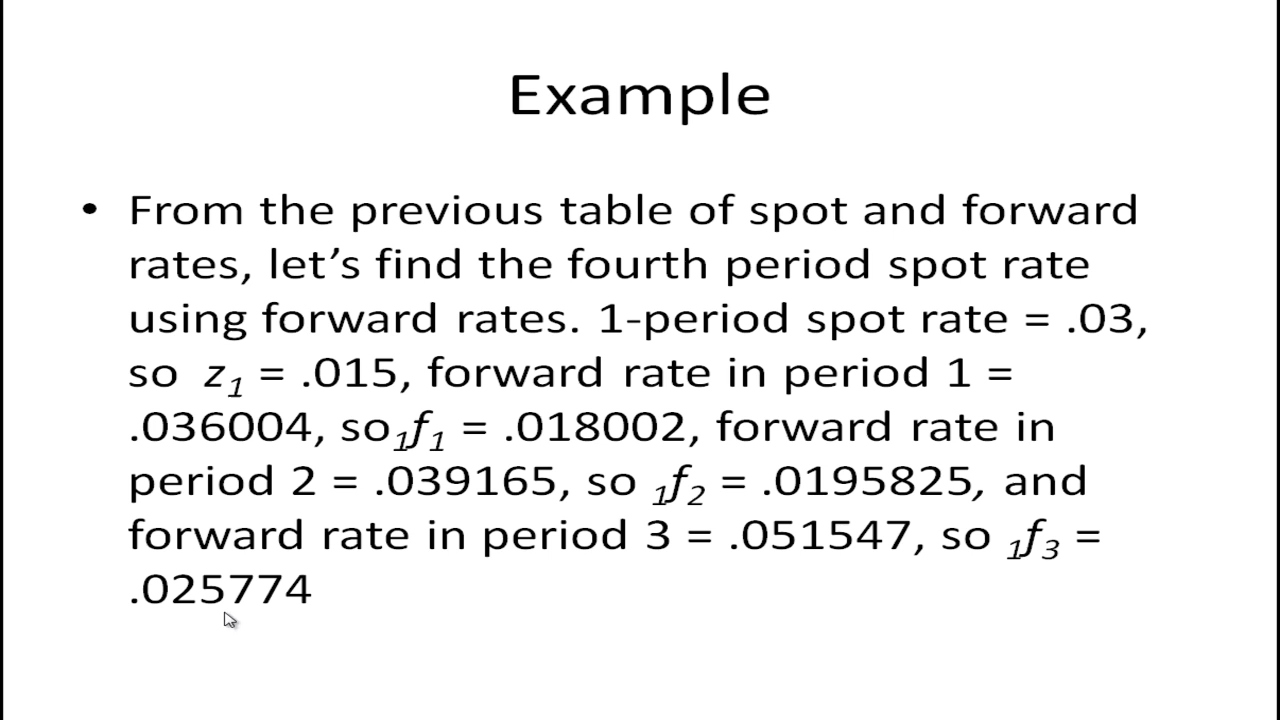 Example
• From the previous table of spot and forward
rates, let’s find the fourth period spot rate
using forward rates. 1-period spot rate = .03,
so z₁ = .015, forward rate in period 1 =
.036004, so₁f₁ = .018002, forward rate in
period 2 = .039165, so ₁f₂ = .0195825, and
forward rate in period 3 = .051547, so ₁f₃ =
.025774